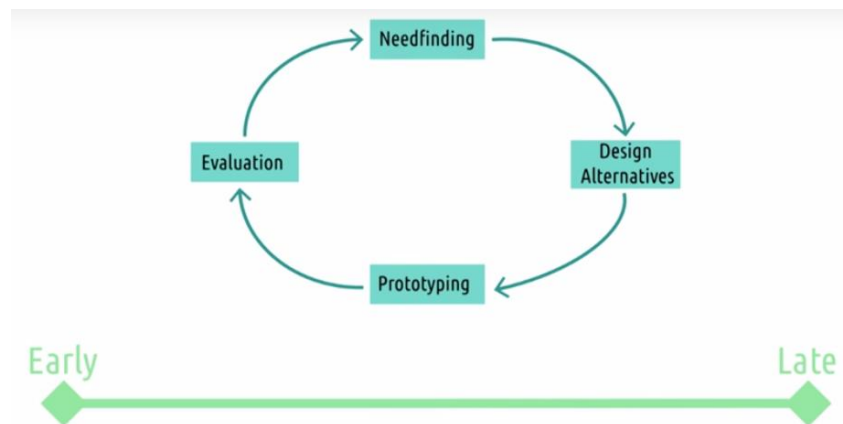 Needfinding
Evaluation
Design
Alternatives
Prototyping
Early
Late